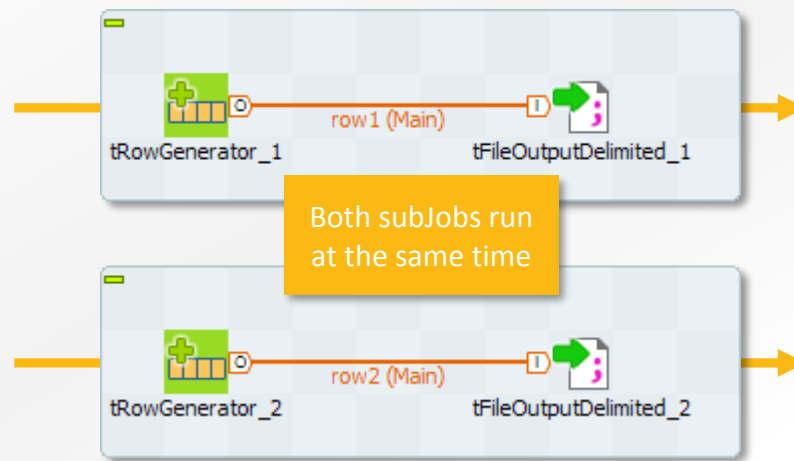 O
row1 (Main)
I
tRowGenerator_1
tFileOutputDelimited_1
Both subJobs run
at the same time
O
row2 (Main)
I
tRowGenerator_2
tFileOutputDelimited_2